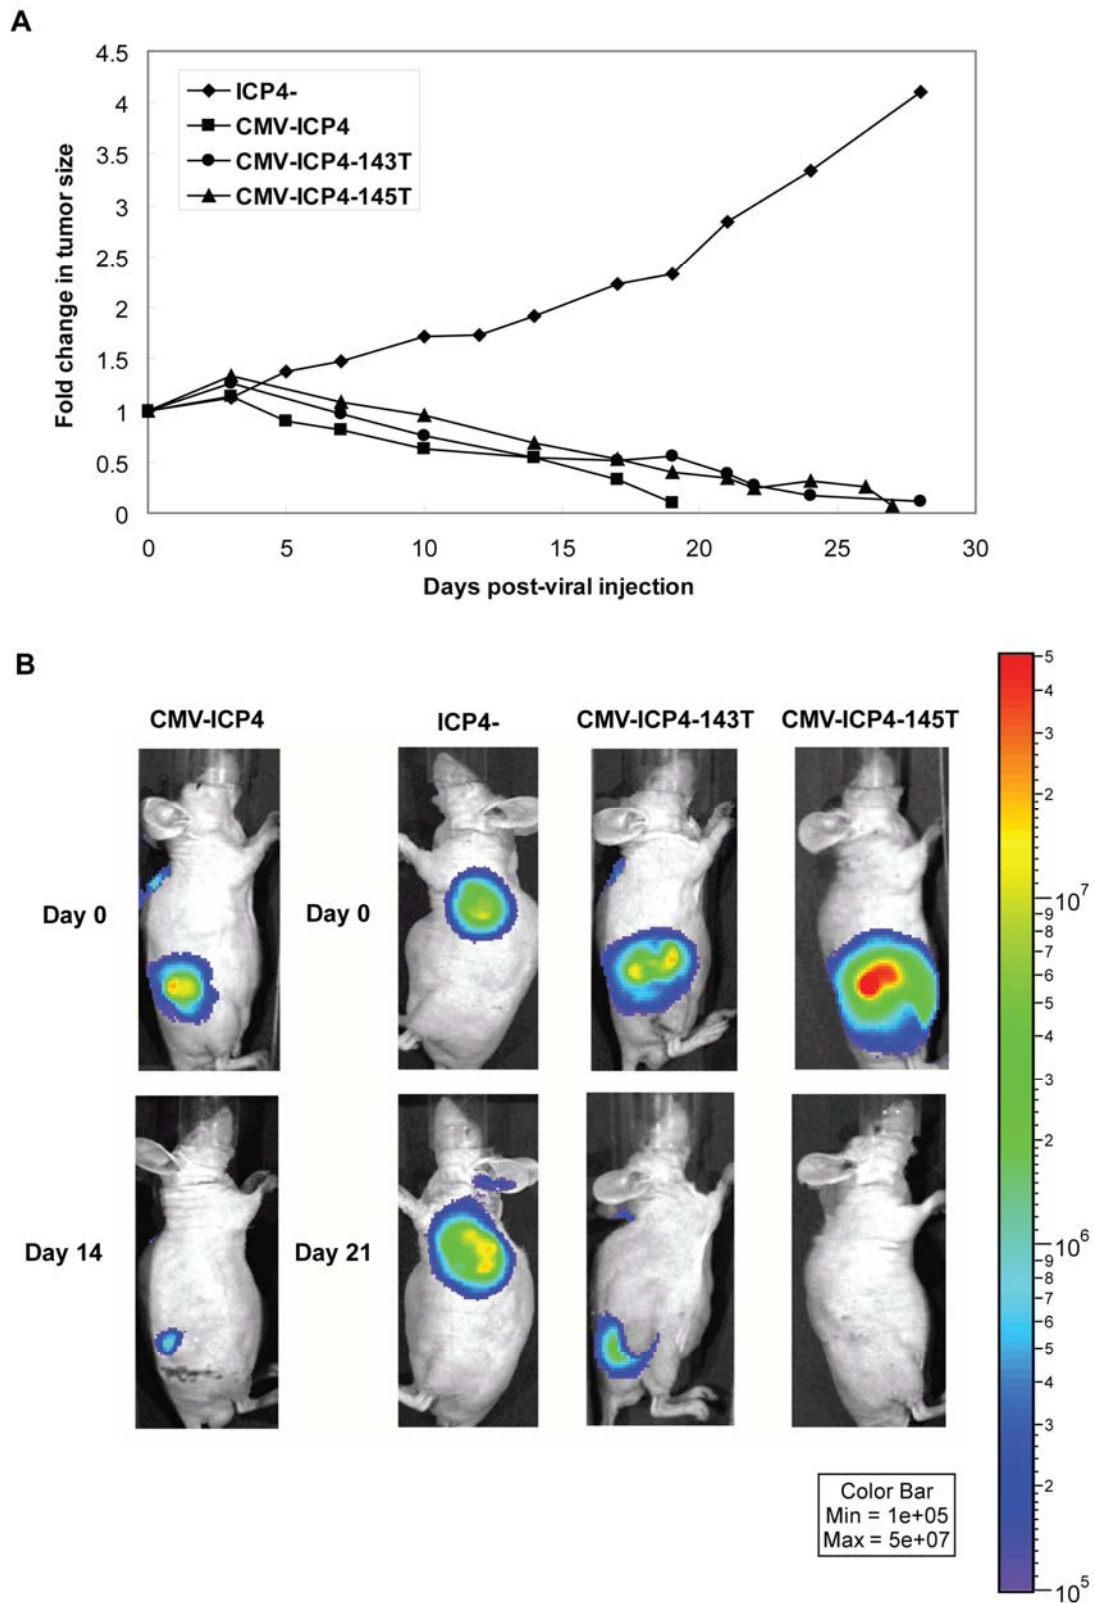 A
4.5
4
3.5
3
2.5
2
1.5
1
0.5
0
Fold change in tumor size
ICP4-
CMV-ICP4
CMV-ICP4-143T
CMV-ICP4-145T
0 5 10 15 20 25 30
Days post-viral injection
B
CMV-ICP4 ICP4- CMV-ICP4-143T CMV-ICP4-145T
Day 0 Day 0
Day 14 Day 21
5
4
3
2
10^7
9
8
7
6
5
4
3
2
10^6
9
8
7
6
5
4
3
2
10^5
Color Bar
Min = 1e+05
Max = 5e+07